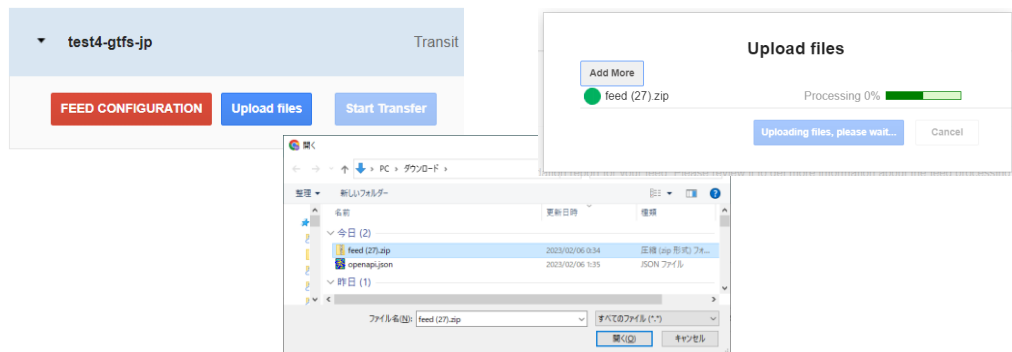 test4-gtfs-jp
Transit
FEED CONFIGURATION
Upload files
Start Transfer
Upload files
Add More
feed (27).zip
Processing 0%
Uploading files, please wait...
Cancel
開く
PC › ダウンロード ›
整理
新しいフォルダー
名前
更新日時
種類
今日 (2)
feed (27).zip
2023/02/06 0:34
圧縮 (zip 形式) フォ...
openapi.json
2023/02/06 1:35
JSON ファイル
昨日 (1)
ファイル名(N):
feed (27).zip
すべてのファイル (*.*)
開く(O)
キャンセル